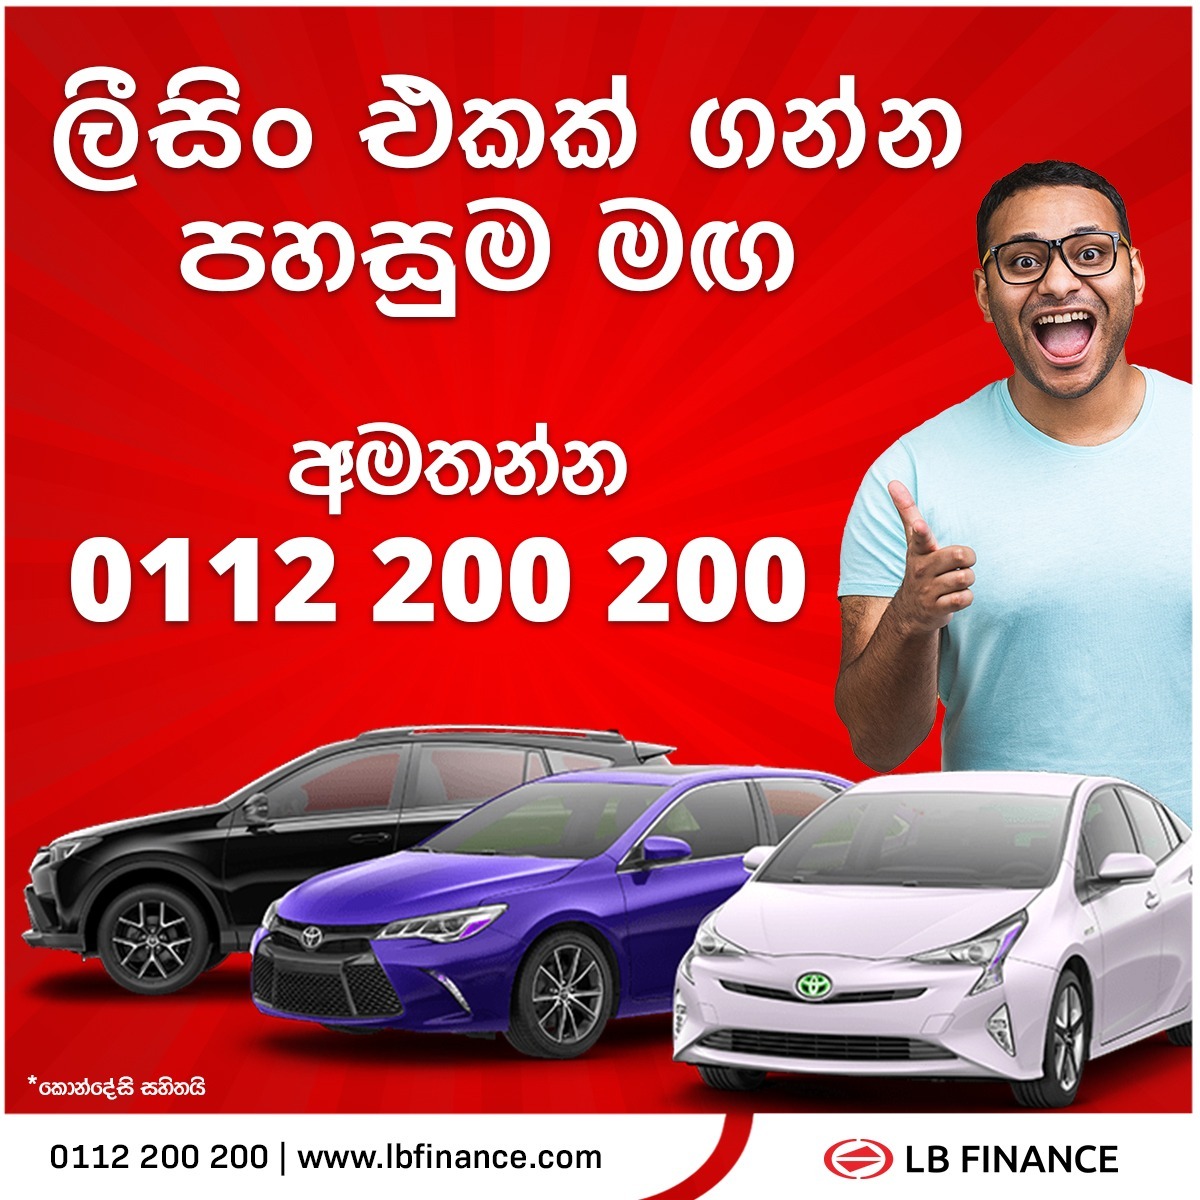 ලීසිං එකක් ගන්න
පහසුම මඟ
අමතන්න
0112 200 200
*කොන්දේසි සහිතයි
0112 200 200 | www.lbfinance.com
LB FINANCE